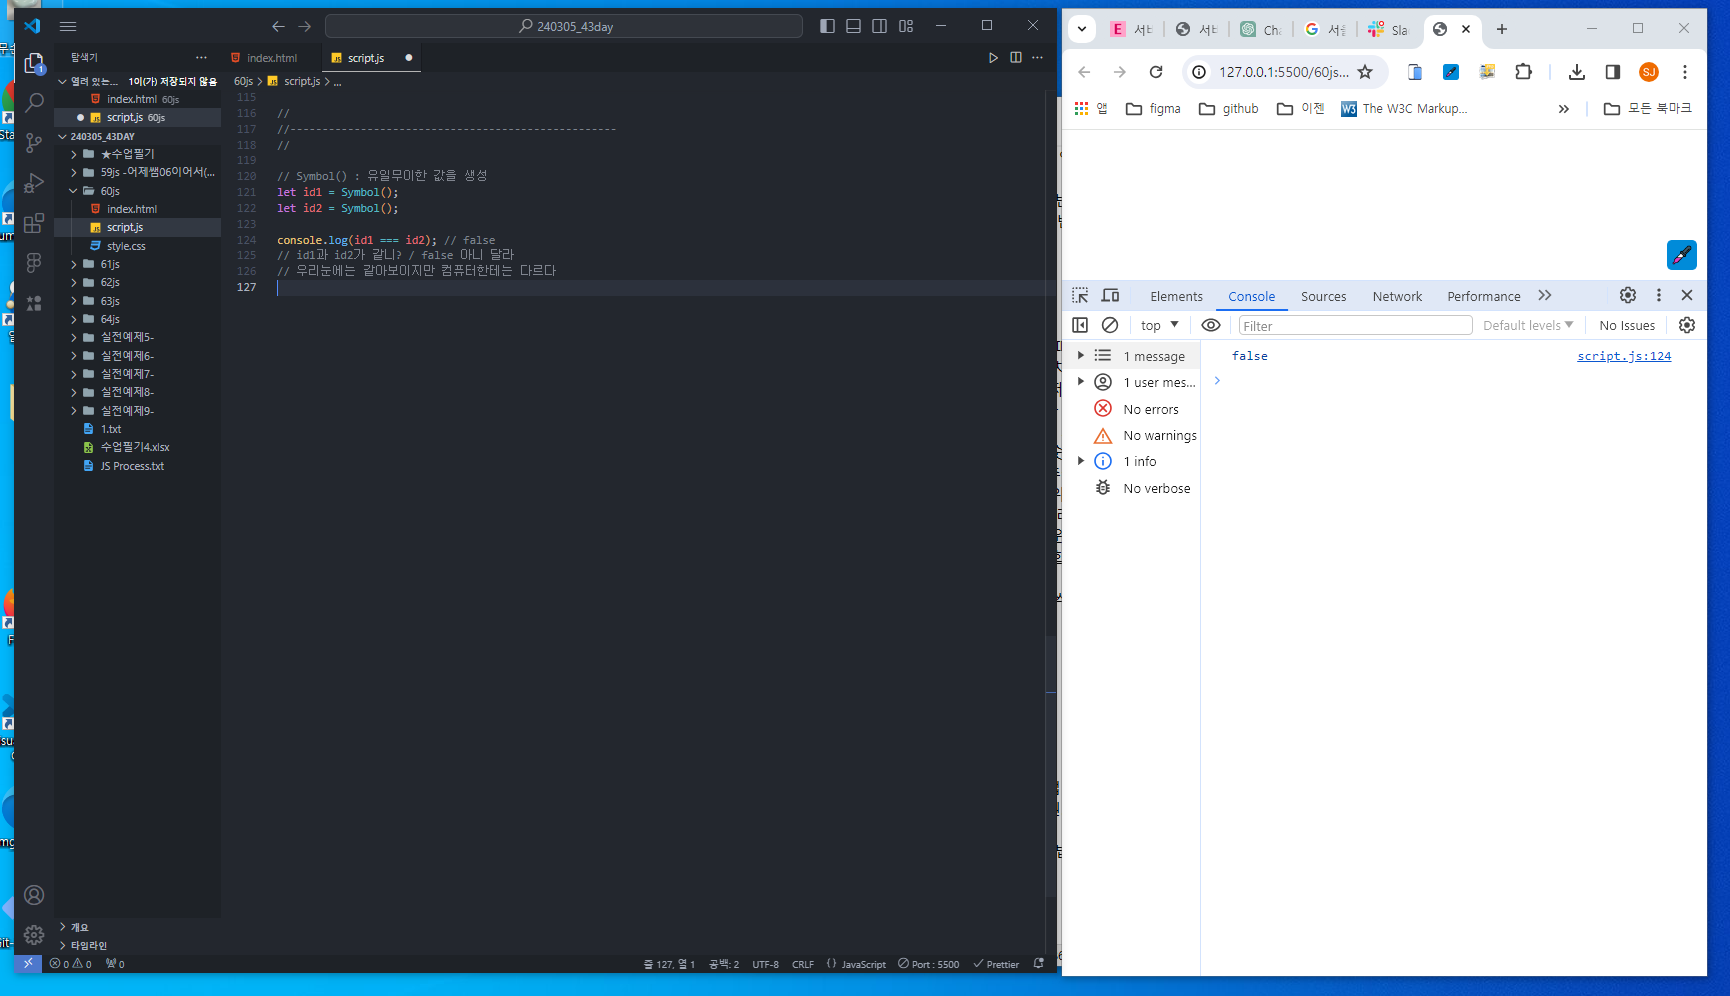 240305_43day
탐색기
index.html
script.js
열려 있는...
1이(가) 저장되지 않음
index.html 60js
script.js 60js
240305_43DAY
★수업필기
59js -어제쌤06이어서(...
60js
index.html
script.js
style.css
61js
62js
63js
64js
실전예제5-
실전예제6-
실전예제7-
실전예제8-
실전예제9-
1.txt
수업필기4.xlsx
JS Process.txt
개요
타임라인
60js > script.js > ...
115
116 //
117 //---------------------------------------------------
118 //
119
120 // Symbol() : 유일무이한 값을 생성
121 let id1 = Symbol();
122 let id2 = Symbol();
123
124 console.log(id1 === id2); // false
125 // id1과 id2가 같니? / false 아니 달라
126 // 우리눈에는 같아보이지만 컴퓨터한테는 다르다
127
0 0 0
줄 127, 열 1 공백: 2 UTF-8 CRLF {} JavaScript Port : 5500 Prettier
127.0.0.1:5500/60js...
SJ
앱 figma github 이젠 W3 The W3C Markup... 모든 북마크
Elements Console Sources Network Performance
top Filter Default levels No Issues
1 message
1 user mes...
No errors
No warnings
1 info
No verbose
false script.js:124